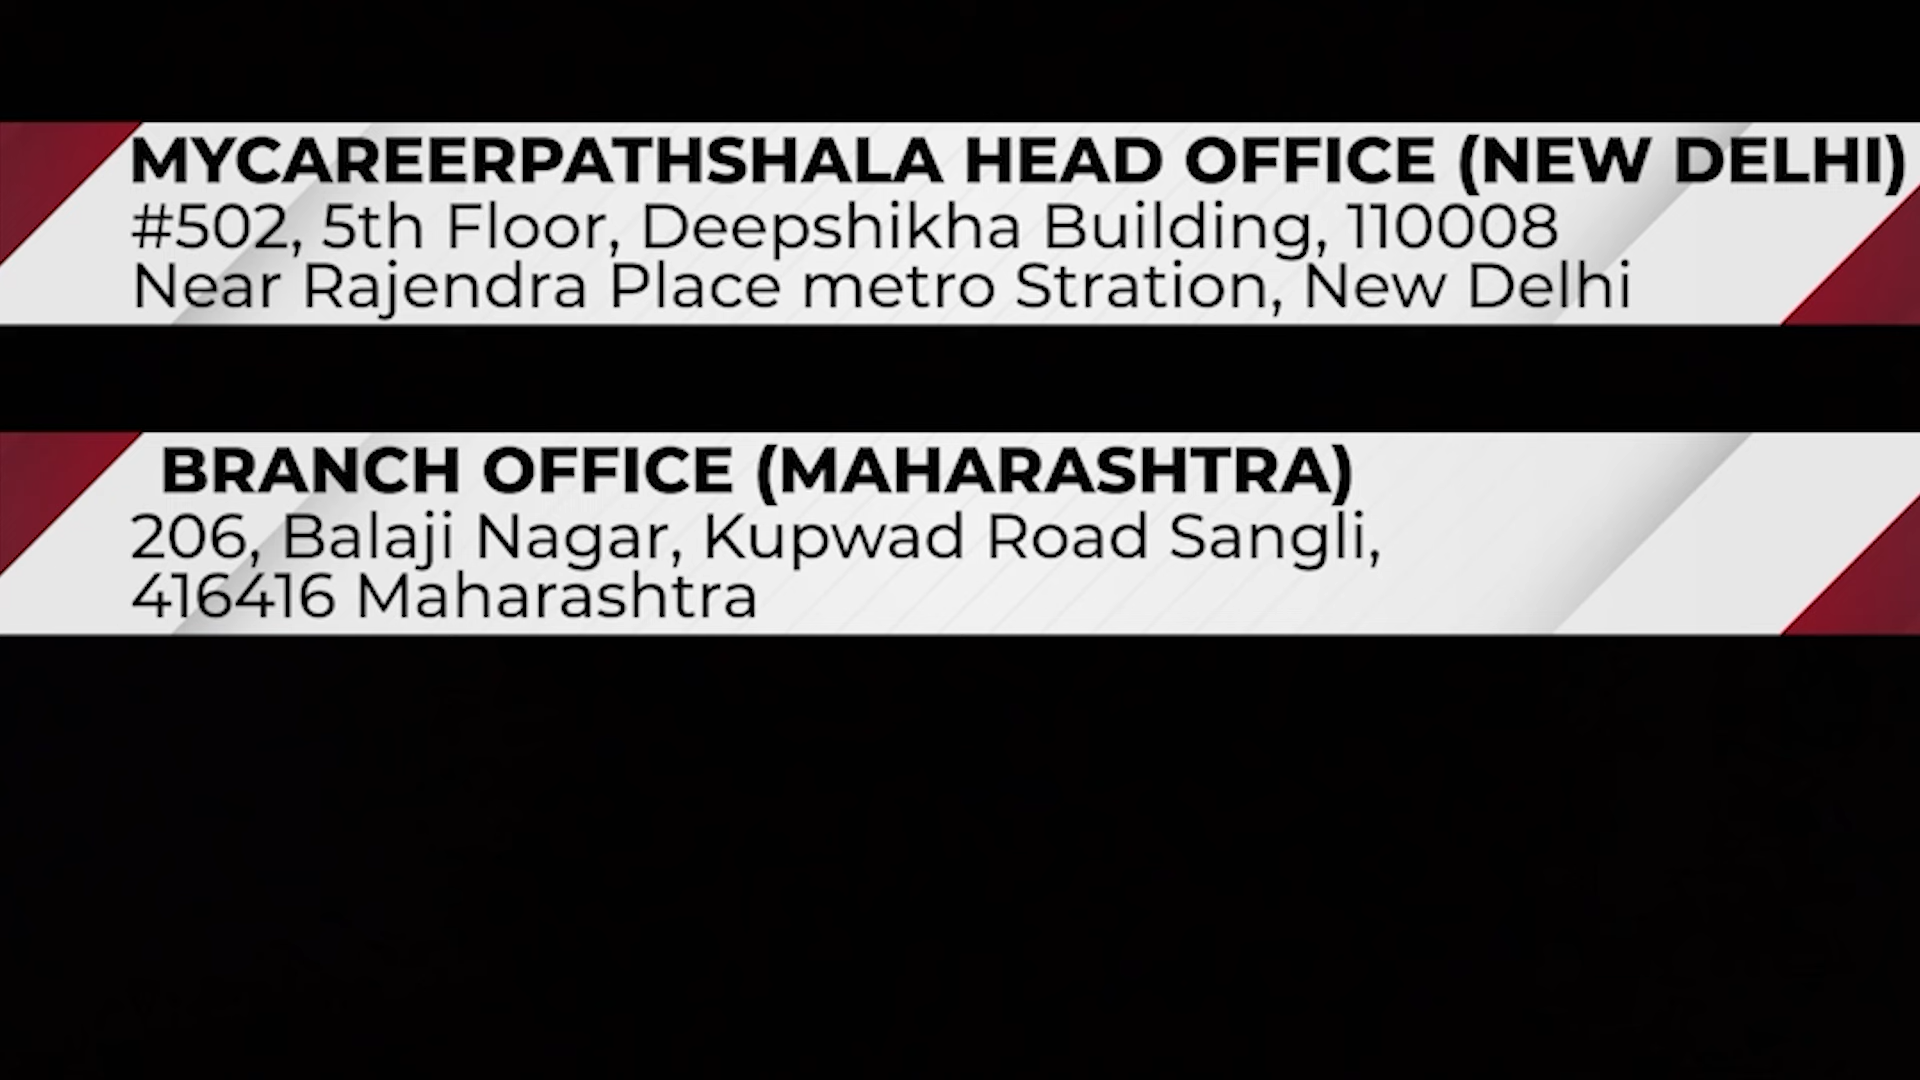 MYCAREERPATHSHALA HEAD OFFICE (NEW DELHI)
#502, 5th Floor, Deepshikha Building, 110008
Near Rajendra Place metro Stration, New Delhi
BRANCH OFFICE (MAHARASHTRA)
206, Balaji Nagar, Kupwad Road Sangli,
416416 Maharashtra